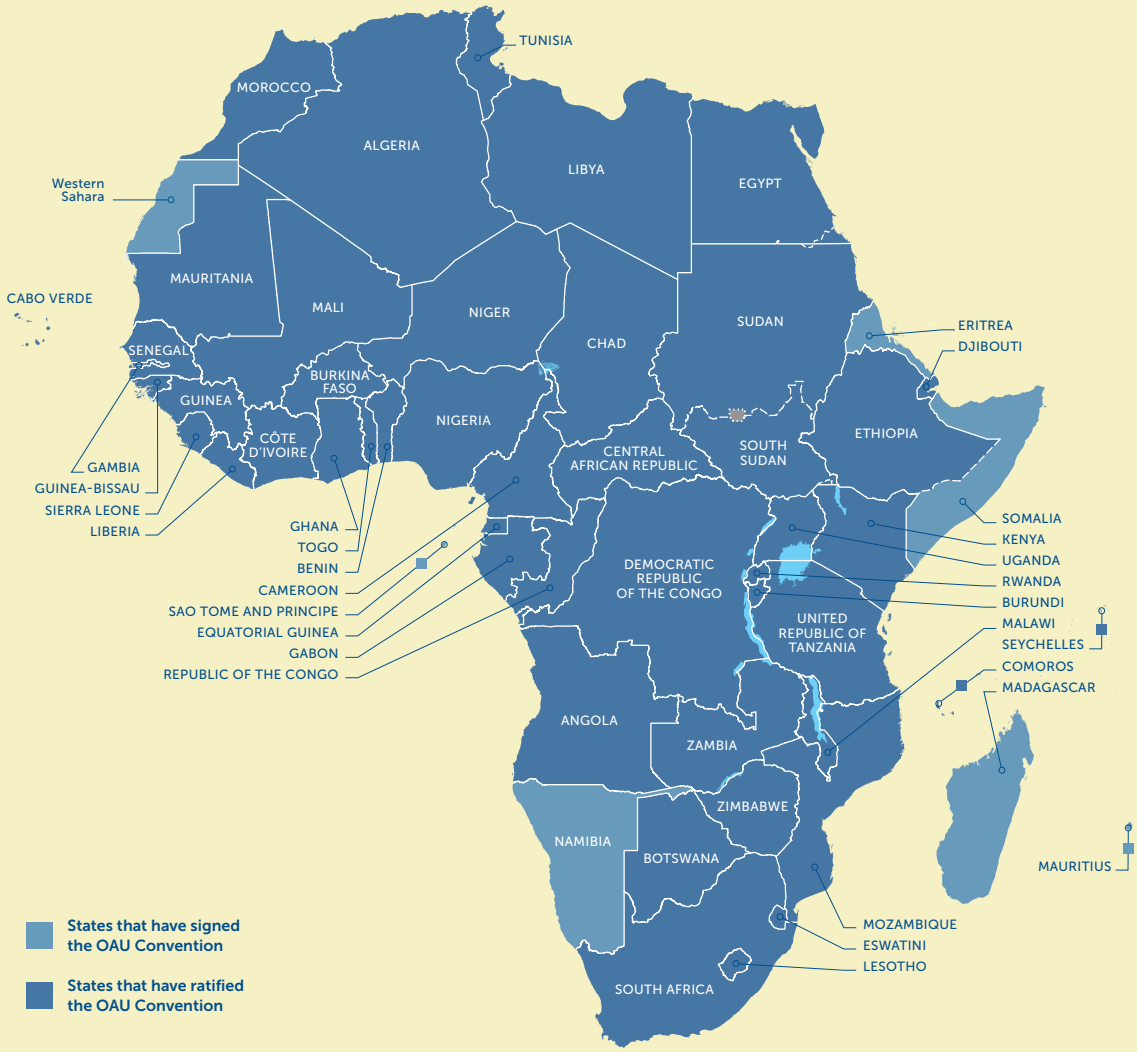 TUNISIA
MOROCCO
ALGERIA
LIBYA
EGYPT
Western
Sahara
MAURITANIA
MALI
NIGER
CHAD
SUDAN
CABO VERDE
ERITREA
DJIBOUTI
SENEGAL
BURKINA
FASO
GUINEA
NIGERIA
CÔTE
D'IVOIRE
CENTRAL
AFRICAN REPUBLIC
SOUTH
SUDAN
ETHIOPIA
GAMBIA
GUINEA-BISSAU
SIERRA LEONE
LIBERIA
GHANA
TOGO
BENIN
CAMEROON
SAO TOME AND PRINCIPE
EQUATORIAL GUINEA
GABON
REPUBLIC OF THE CONGO
DEMOCRATIC
REPUBLIC
OF THE CONGO
SOMALIA
KENYA
UGANDA
RWANDA
BURUNDI
MALAWI
SEYCHELLES
COMOROS
MADAGASCAR
UNITED
REPUBLIC OF
TANZANIA
ANGOLA
ZAMBIA
ZIMBABWE
NAMIBIA
BOTSWANA
MAURITIUS
MOZAMBIQUE
ESWATINI
LESOTHO
SOUTH AFRICA
States that have signed
the OAU Convention
States that have ratified
the OAU Convention